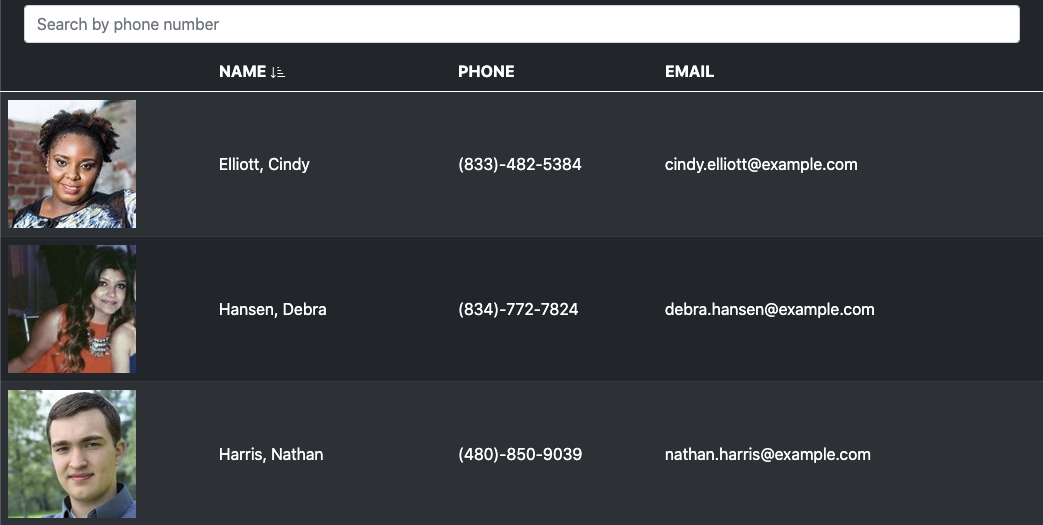 Search by phone number
NAME PHONE EMAIL
Elliott, Cindy (833)-482-5384 cindy.elliott@example.com
Hansen, Debra (834)-772-7824 debra.hansen@example.com
Harris, Nathan (480)-850-9039 nathan.harris@example.com